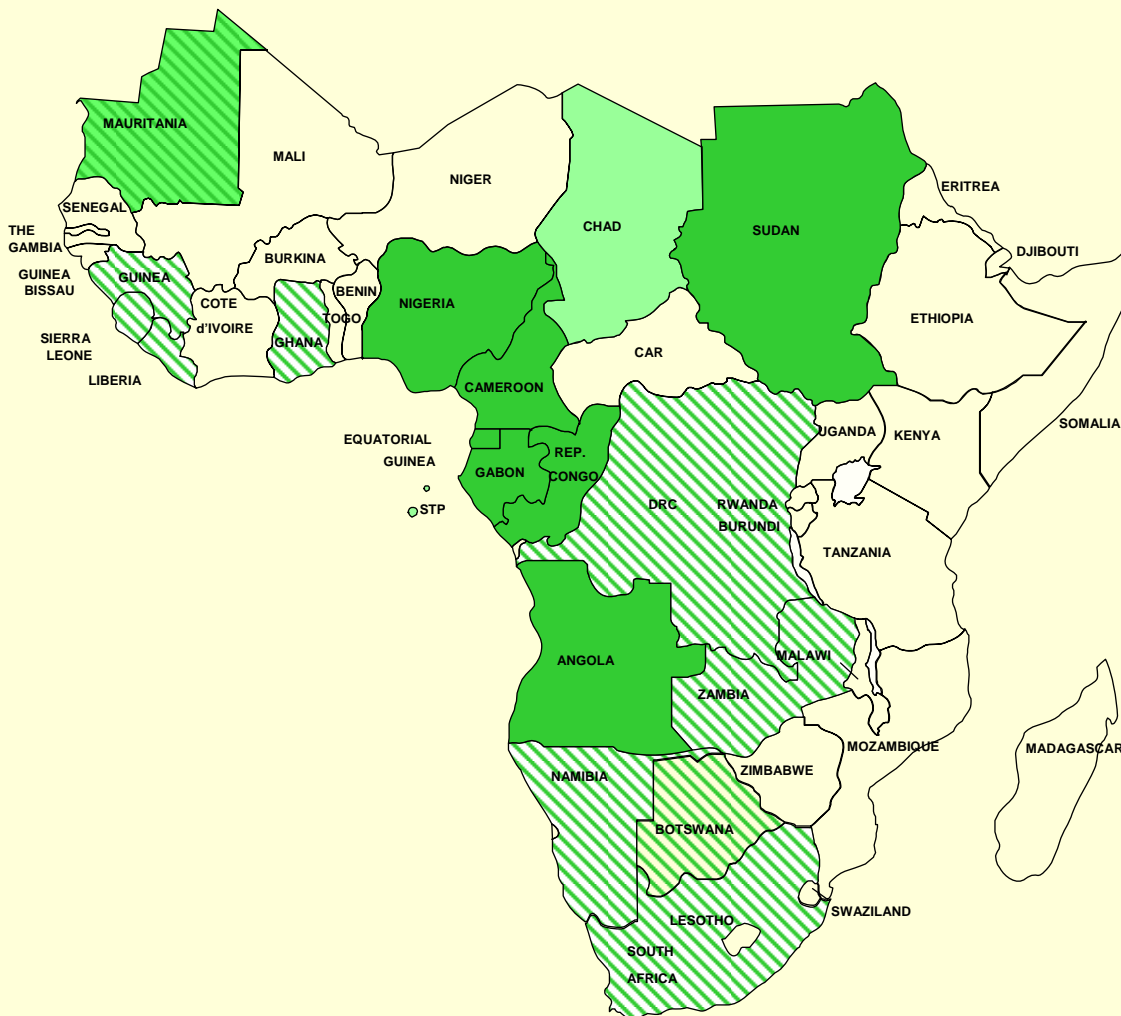 MAURITANIA
MALI
NIGER
CHAD
SUDAN
ERITREA
SENEGAL
THE
GAMBIA
GUINEA
BISSAU
GUINEA
BURKINA
BENIN
TOGO
NIGERIA
DJIBOUTI
COTE
d'IVOIRE
GHANA
SIERRA
LEONE
LIBERIA
ETHIOPIA
CAR
CAMEROON
SOMALIA
UGANDA
KENYA
EQUATORIAL
GUINEA
GABON
REP.
CONGO
STP
DRC
RWANDA
BURUNDI
TANZANIA
ANGOLA
MALAWI
ZAMBIA
MOZAMBIQUE
MADAGASCAR
NAMIBIA
ZIMBABWE
BOTSWANA
SWAZILAND
LESOTHO
SOUTH
AFRICA